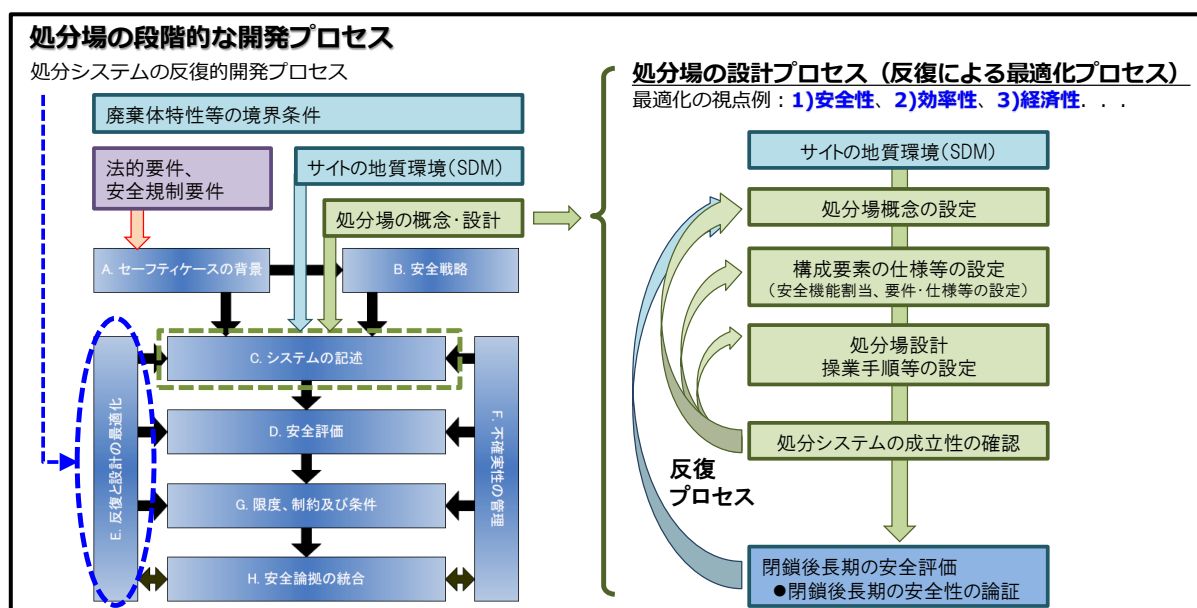 処分場の段階的な開発プロセス
処分システムの反復的開発プロセス
廃棄体特性等の境界条件
法的要件、
安全規制要件
サイトの地質環境(SDM)
処分場の概念・設計
A. セーフティケースの背景
B. 安全戦略
C. システムの記述
D. 安全評価
G. 限度、制約及び条件
H. 安全論拠の統合
E. 反復と設計の最適化
F. 不確実性の管理
処分場の設計プロセス（反復による最適化プロセス）
最適化の視点例：1)安全性、2)効率性、3)経済性. . .
サイトの地質環境(SDM)
処分場概念の設定
構成要素の仕様等の設定
（安全機能割当、要件・仕様等の設定）
処分場設計
操業手順等の設定
処分システムの成立性の確認
反復
プロセス
閉鎖後長期の安全評価
●閉鎖後長期の安全性の論証